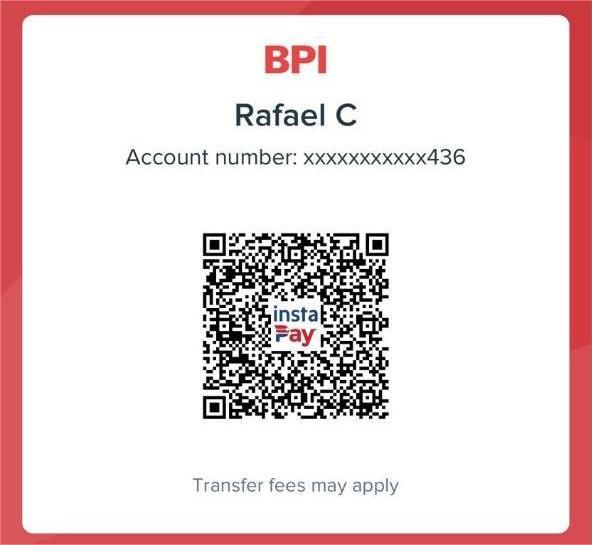 BPI
Rafael C
Account number: xxxxxxxxxxx436
insta
Pay
Transfer fees may apply